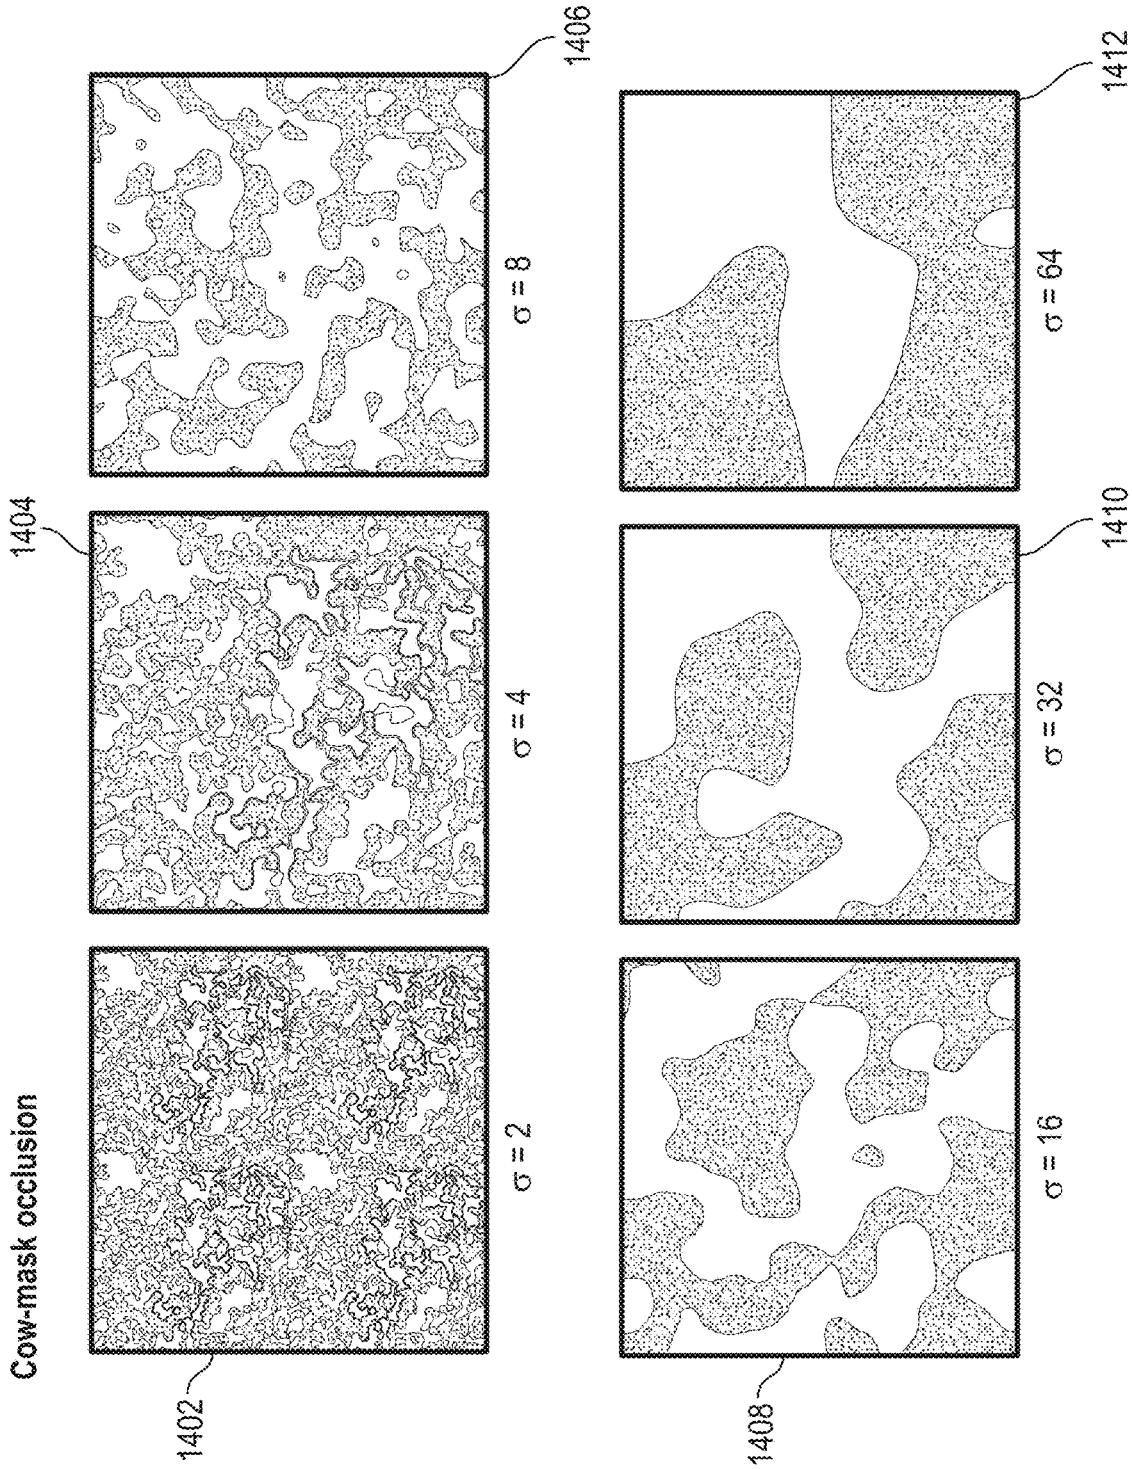 Cow-mask occlusion
1402
1404
1406
σ = 2
σ = 4
σ = 8
1408
1410
1412
σ = 16
σ = 32
σ = 64